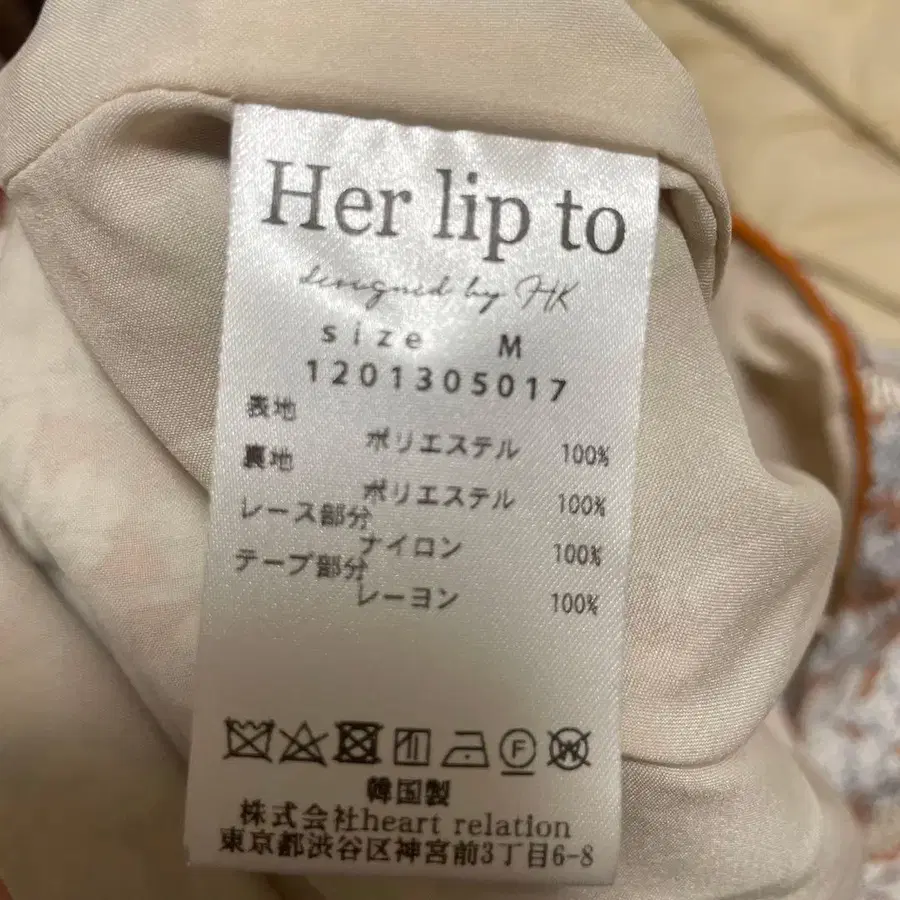 Her lip to
designed by HK
size M
1201305017
表地
ポリエステル 100%
裏地
ポリエステル 100%
レース部分
ナイロン 100%
テープ部分
レーヨン 100%
F W
韓国製
株式会社heart relation
東京都渋谷区神宮前3丁目6-8